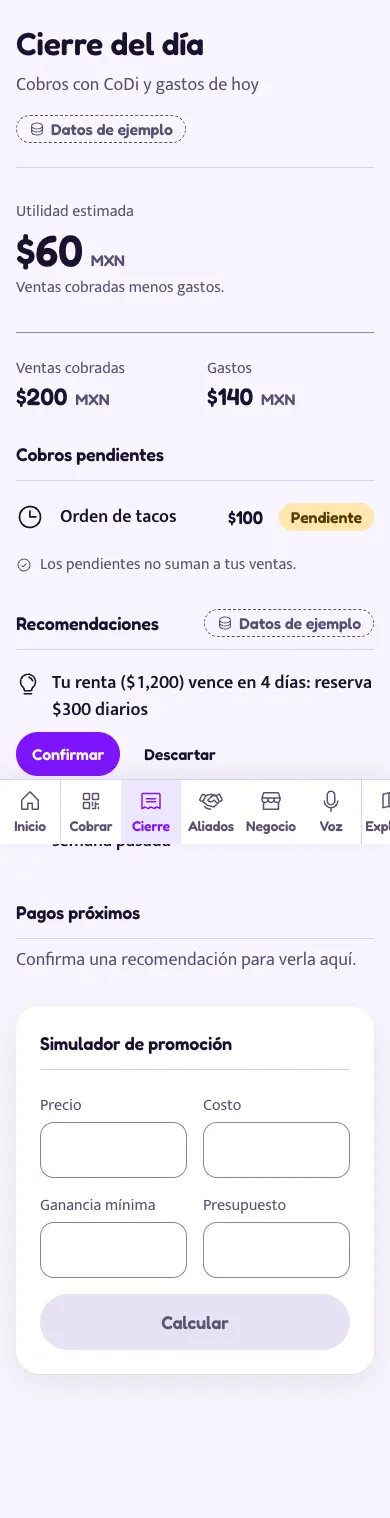 Cierre del día
Cobros con CoDi y gastos de hoy
Datos de ejemplo
Utilidad estimada
$60 MXN
Ventas cobradas menos gastos.
Ventas cobradas
Gastos
$200 MXN
$140 MXN
Cobros pendientes
Orden de tacos $100 Pendiente
Los pendientes no suman a tus ventas.
Recomendaciones Datos de ejemplo
Tu renta ($1,200) vence en 4 días: reserva
$300 diarios
Confirmar Descartar
Inicio Cobrar Cierre Aliados Negocio Voz Expl
semana pasada
Pagos próximos
Confirma una recomendación para verla aquí.
Simulador de promoción
Precio Costo
Ganancia mínima Presupuesto
Calcular